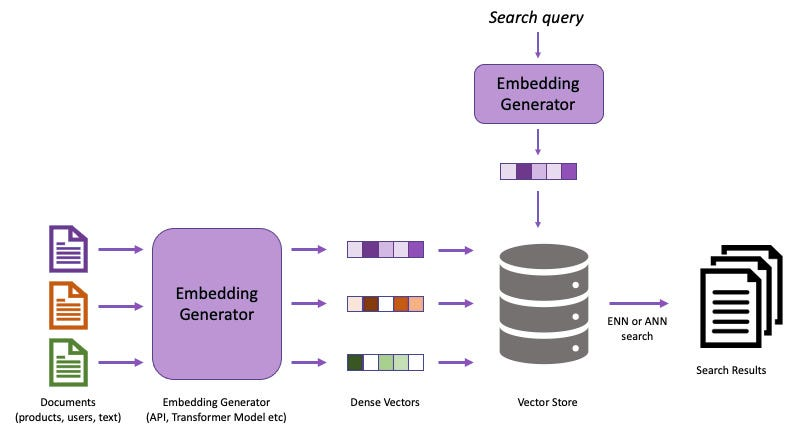 Search query
Embedding
Generator
Embedding
Generator
ENN or ANN
search
Search Results
Documents
(products, users, text)
Embedding Generator
(API, Transformer Model etc)
Dense Vectors
Vector Store